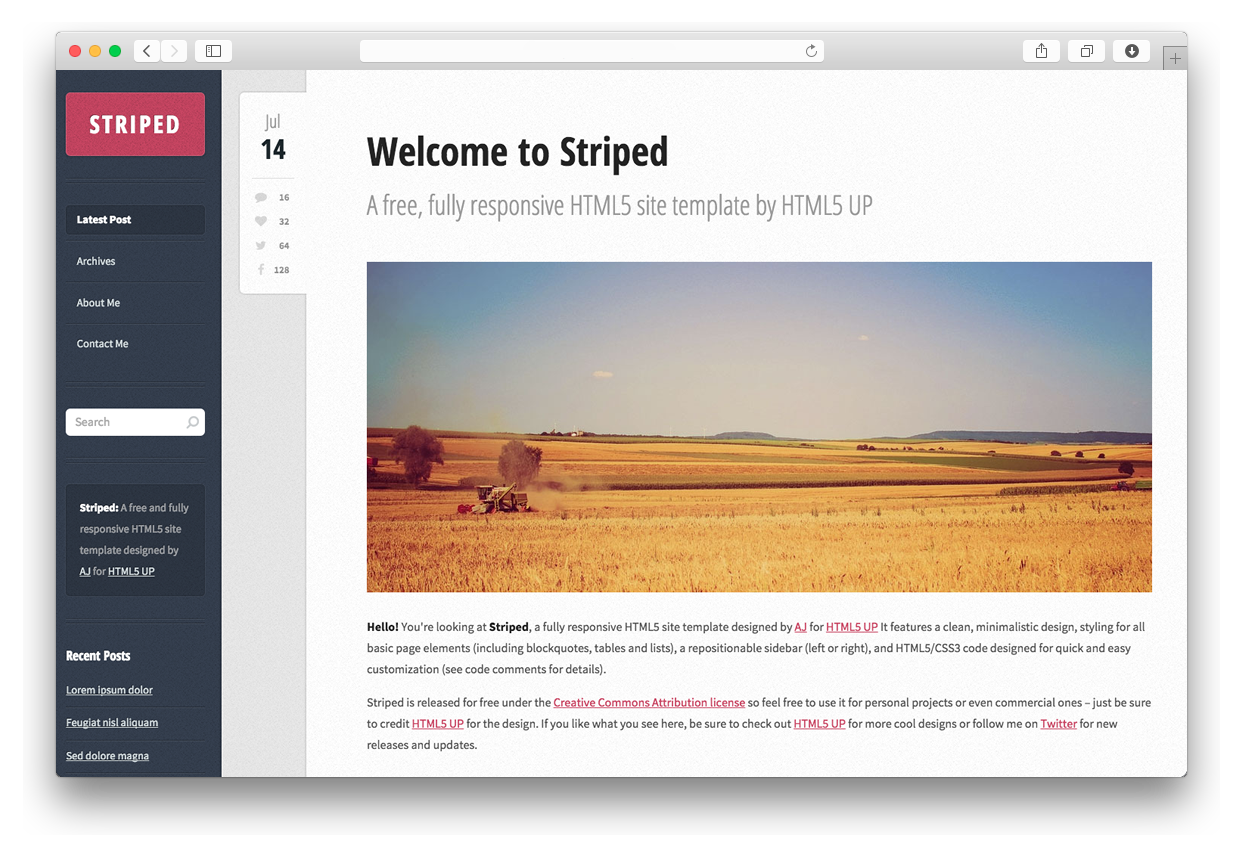 STRIPED
Latest Post
Archives
About Me
Contact Me
Search
Striped: A free and fully
responsive HTML5 site
template designed by
AJ for HTML5 UP
Recent Posts
Lorem ipsum dolor
Feugiat nisl aliquam
Sed dolore magna
Jul
14
16
32
64
128
Welcome to Striped
A free, fully responsive HTML5 site template by HTML5 UP
Hello! You're looking at Striped, a fully responsive HTML5 site template designed by AJ for HTML5 UP It features a clean, minimalistic design, styling for all
basic page elements (including blockquotes, tables and lists), a repositionable sidebar (left or right), and HTML5/CSS3 code designed for quick and easy
customization (see code comments for details).
Striped is released for free under the Creative Commons Attribution license so feel free to use it for personal projects or even commercial ones – just be sure
to credit HTML5 UP for the design. If you like what you see here, be sure to check out HTML5 UP for more cool designs or follow me on Twitter for new
releases and updates.